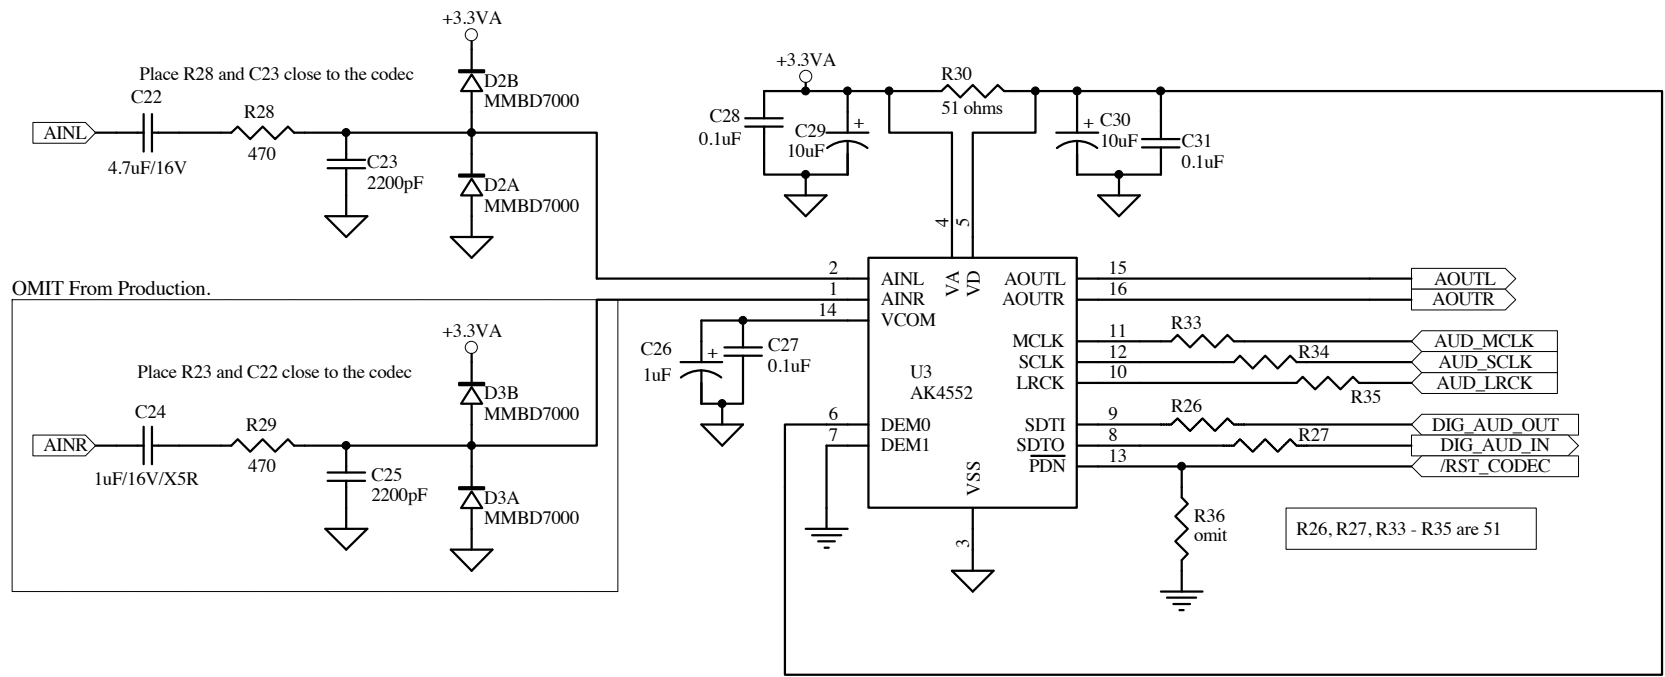 +3.3VA
Place R28 and C23 close to the codec
C22
R28
AINL
470
4.7uF/16V
C23
2200pF
D2B
MMBD7000
D2A
MMBD7000
+3.3VA
R30
51 ohms
C28
0.1uF
C29
+
10uF
+
C30
10uF
C31
0.1uF
4
5
OMIT From Production.
+3.3VA
Place R23 and C22 close to the codec
C24
R29
AINR
470
1uF/16V/X5R
C25
2200pF
D3B
MMBD7000
D3A
MMBD7000
C26
+
1uF
C27
0.1uF
2
1
14
6
7
AINL
AINR
VCOM
DEM0
DEM1
VA
VD
U3
AK4552
VSS
3
AOUTL
AOUTR
MCLK
SCLK
LRCK
SDTI
SDTO
PDN
15
16
11
12
10
9
8
13
R33
R34
R35
R26
R27
AOUTL
AOUTR
AUD_MCLK
AUD_SCLK
AUD_LRCK
DIG_AUD_OUT
DIG_AUD_IN
/RST_CODEC
R36
omit
R26, R27, R33 - R35 are 51